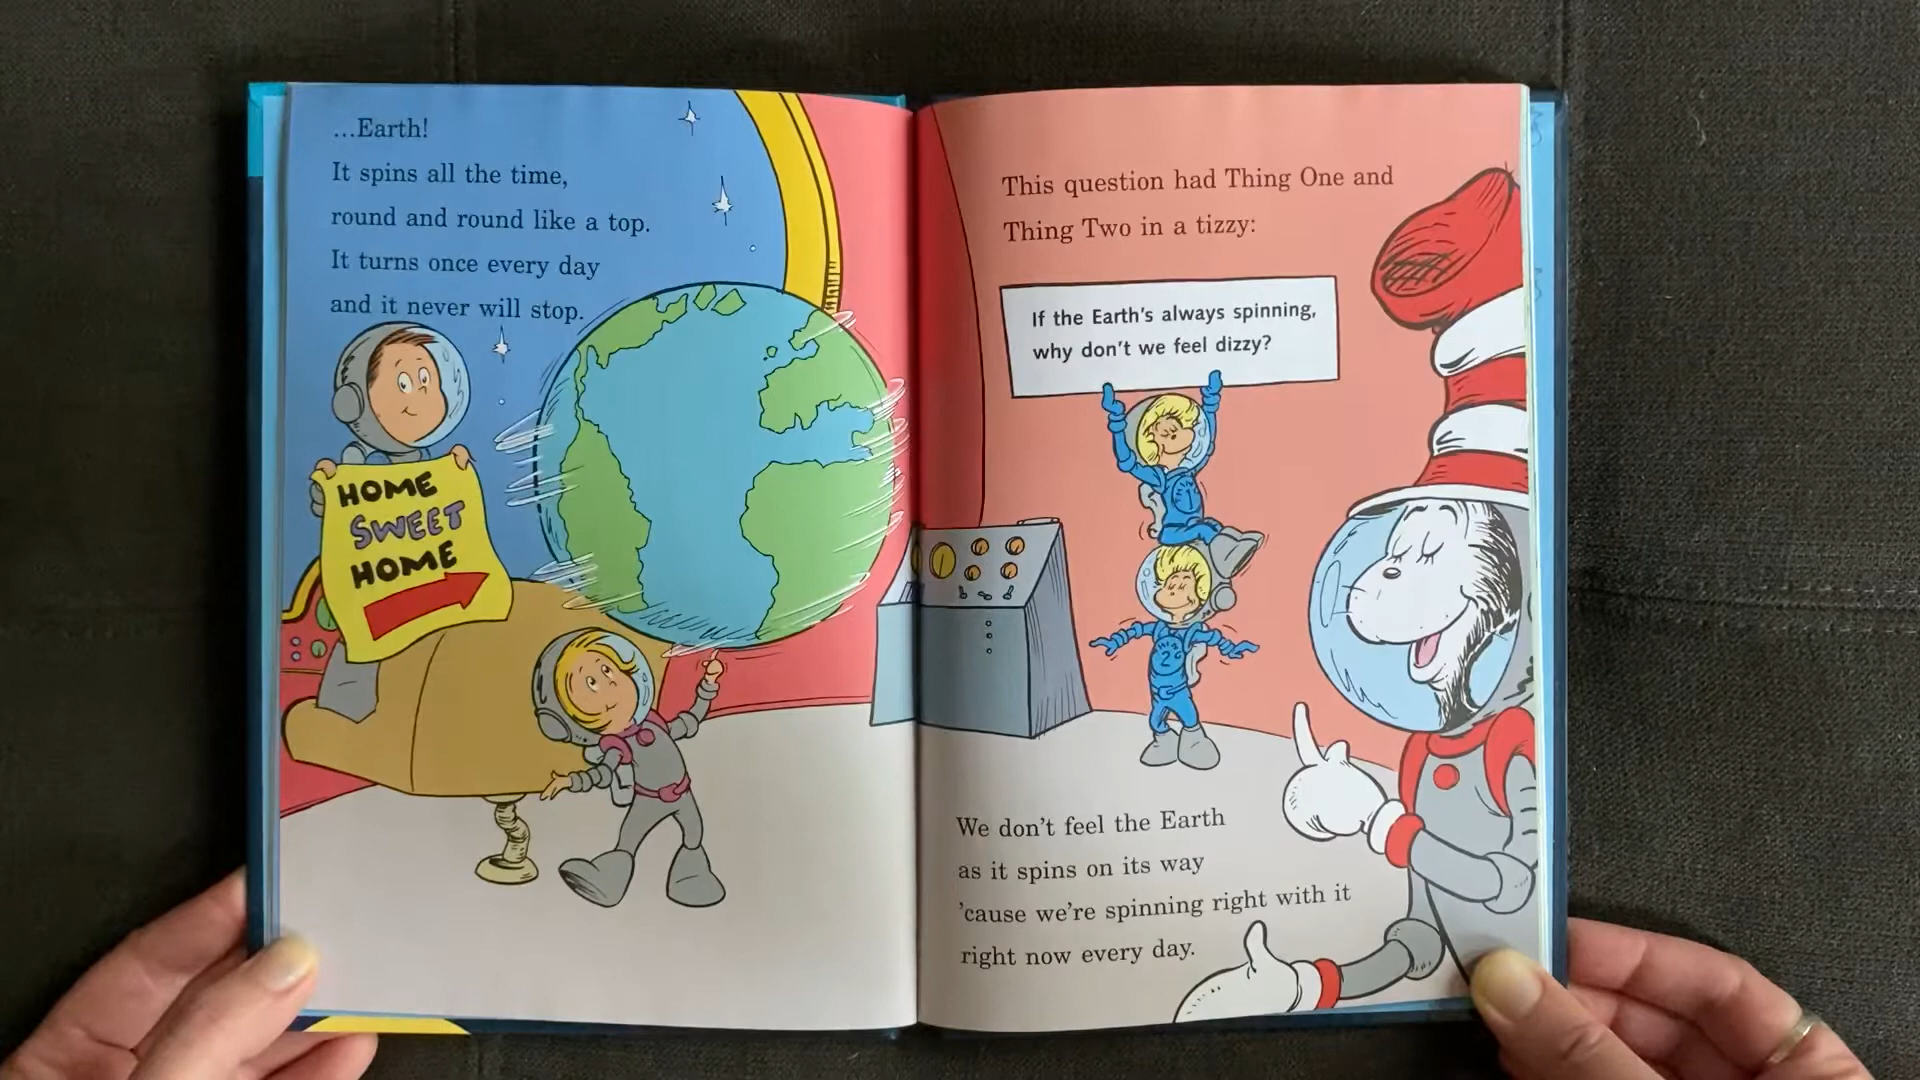 ...Earth!
It spins all the time,
round and round like a top.
It turns once every day
and it never will stop.
HOME
SWEET
HOME
This question had Thing One and
Thing Two in a tizzy:
If the Earth's always spinning,
why don't we feel dizzy?
We don't feel the Earth
as it spins on its way
'cause we're spinning right with it
right now every day.